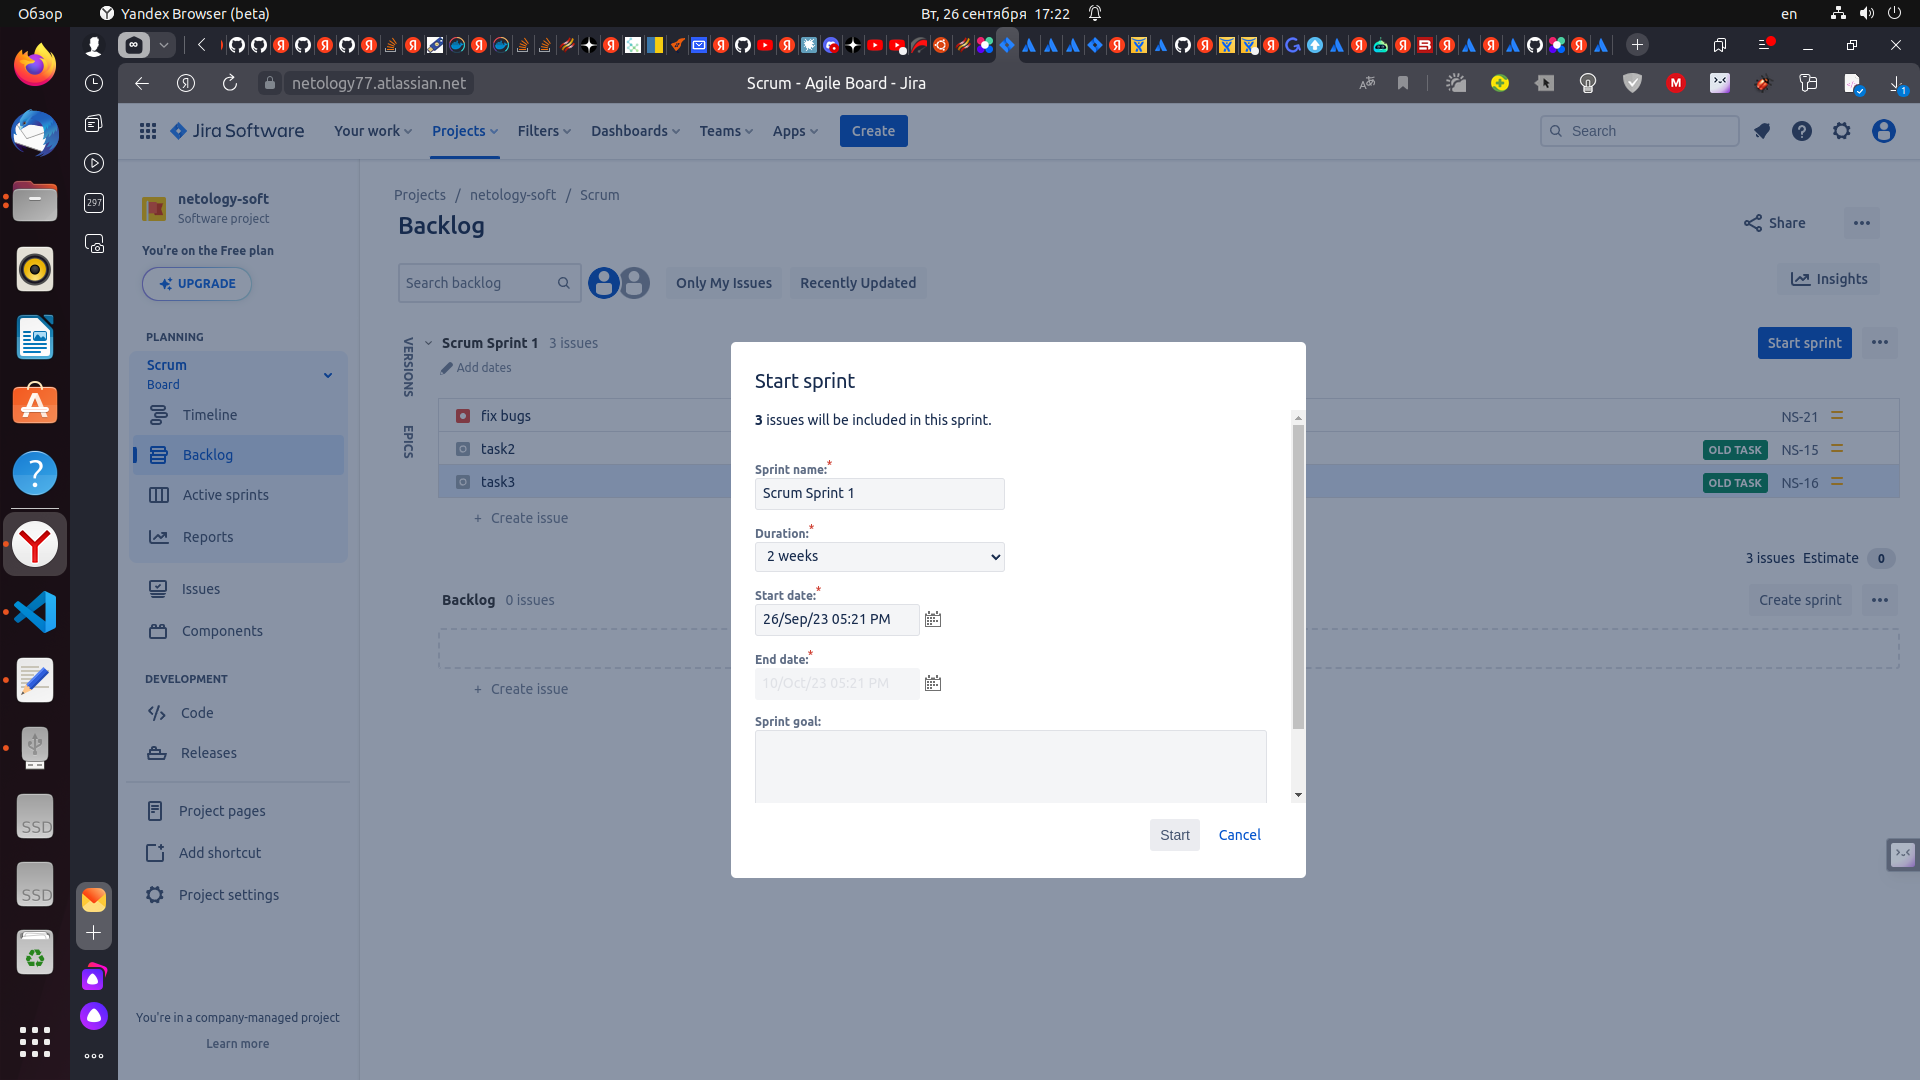 Обзор
Yandex Browser (beta)
Вт, 26 сентября 17:22
en
netology77.atlassian.net
Scrum - Agile Board - Jira
1
Jira Software
Your work
Projects
Filters
Dashboards
Teams
Apps
Create
Search
297
netology-soft
Software project
You're on the Free plan
UPGRADE
PLANNING
Scrum
Board
Timeline
Backlog
Active sprints
Reports
Issues
Components
DEVELOPMENT
Code
Releases
Project pages
Add shortcut
Project settings
You're in a company-managed project
Learn more
Projects / netology-soft / Scrum
Backlog
Share
Search backlog
Only My Issues
Recently Updated
Insights
VERSIONS
EPICS
Scrum Sprint 1 3 issues
Add dates
Start sprint
fix bugs
NS-21
task2
OLD TASK NS-15
task3
OLD TASK NS-16
+ Create issue
3 issues Estimate 0
Backlog 0 issues
Create sprint
+ Create issue
Start sprint
3 issues will be included in this sprint.
Sprint name:*
Scrum Sprint 1
Duration:*
2 weeks
Start date:*
26/Sep/23 05:21 PM
End date:*
10/Oct/23 05:21 PM
Sprint goal:
Start
Cancel
SSD
SSD